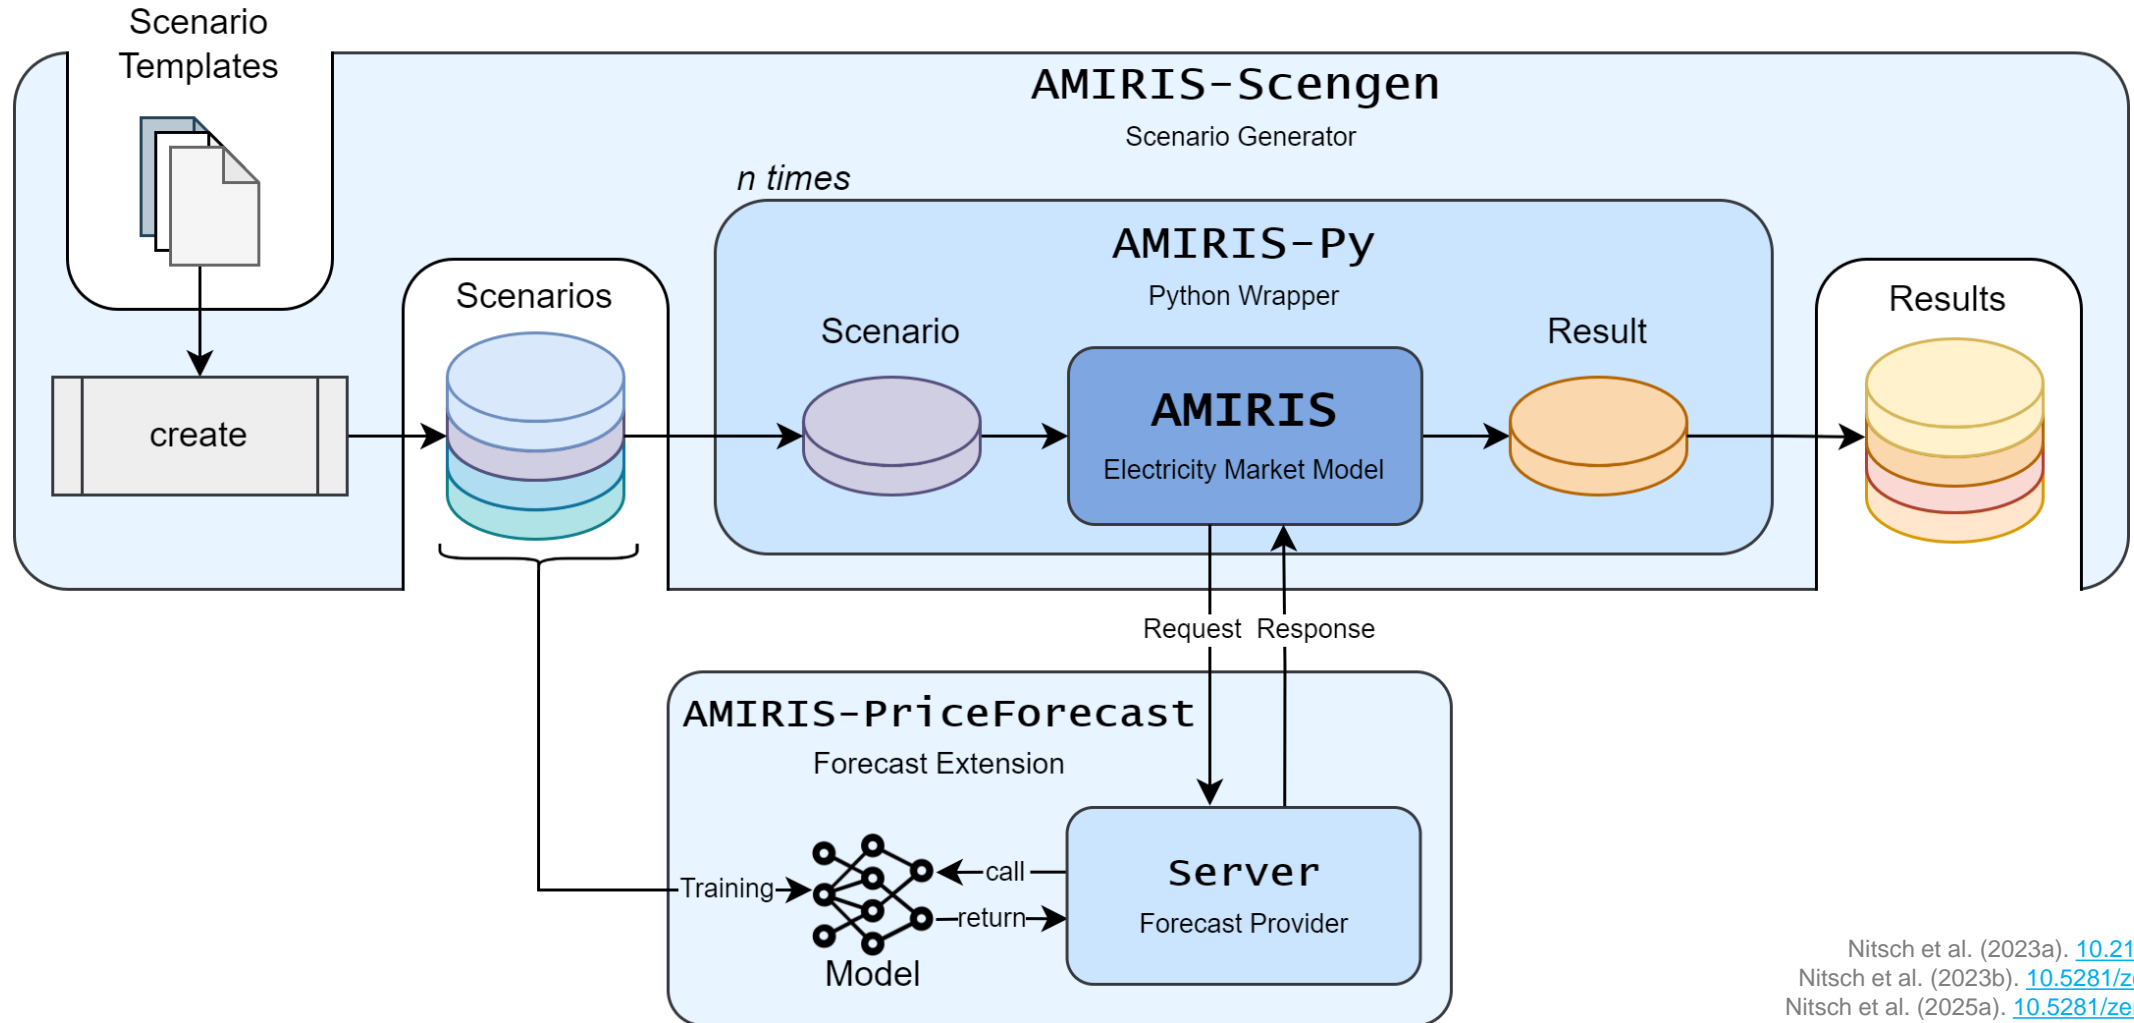 Scenario
Templates
AMIRIS-Scengen
Scenario Generator
n times
AMIRIS-Py
Python Wrapper
Scenarios
Scenario
Result
Results
create
AMIRIS
Electricity Market Model
Request Response
AMIRIS-PriceForecast
Forecast Extension
Training
call
return
Model
Server
Forecast Provider
Nitsch et al. (2023a). 10.21
Nitsch et al. (2023b). 10.5281/ze
Nitsch et al. (2025a). 10.5281/zen